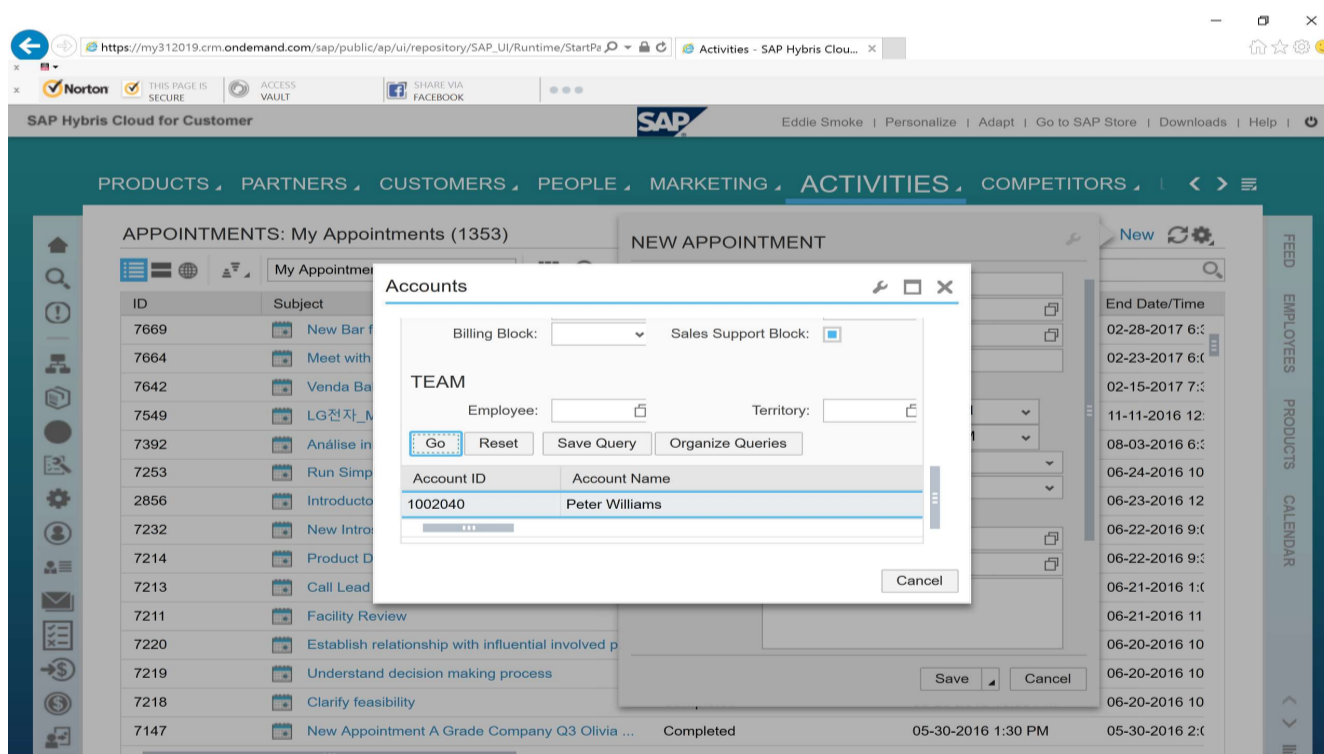 https://my312019.crm.ondemand.com/sap/public/ap/ui/repository/SAP_UI/Runtime/StartPa
Activities - SAP Hybris Clou...
Norton
THIS PAGE IS SECURE
ACCESS VAULT
SHARE VIA FACEBOOK
SAP Hybris Cloud for Customer
SAP
Eddie Smoke | Personalize | Adapt | Go to SAP Store | Downloads | Help |
PRODUCTS PARTNERS CUSTOMERS PEOPLE MARKETING ACTIVITIES COMPETITORS
APPOINTMENTS: My Appointments (1353)
NEW APPOINTMENT
New
My Appointmen
ID Subject End Date/Time
7669 New Bar f 02-28-2017 6:3
7664 Meet with 02-23-2017 6:0
7642 Venda Ba 02-15-2017 7:3
7549 LG전자_M 11-11-2016 12:
7392 Análise in 08-03-2016 6:3
7253 Run Simp 06-24-2016 10
2856 Introducto 06-23-2016 12
7232 New Intro 06-22-2016 9:0
7214 Product D 06-22-2016 9:3
7213 Call Lead 06-21-2016 1:0
7211 Facility Review 06-21-2016 11
7220 Establish relationship with influential involved p 06-20-2016 10
7219 Understand decision making process 06-20-2016 10
7218 Clarify feasibility 06-20-2016 10
7147 New Appointment A Grade Company Q3 Olivia ... Completed 05-30-2016 1:30 PM 05-30-2016 2:0
Accounts
Billing Block: Sales Support Block:
TEAM
Employee: Territory:
Go Reset Save Query Organize Queries
Account ID Account Name
1002040 Peter Williams
Cancel
Save Cancel
FEED
EMPLOYEES
PRODUCTS
CALENDAR